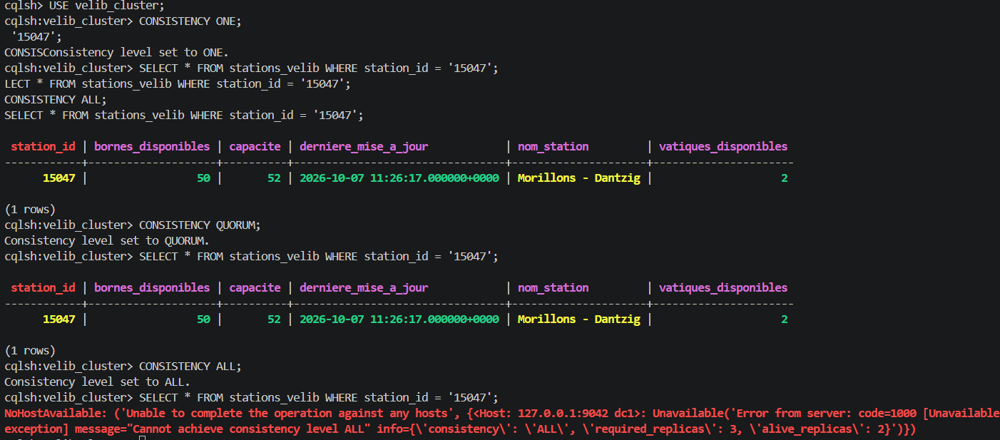 cqlsh> USE velib_cluster;
cqlsh:velib_cluster> CONSISTENCY ONE;
 '15047';
CONSISConsistency level set to ONE.
cqlsh:velib_cluster> SELECT * FROM stations_velib WHERE station_id = '15047';
LECT * FROM stations_velib WHERE station_id = '15047';
CONSISTENCY ALL;
SELECT * FROM stations_velib WHERE station_id = '15047';

 station_id | bornes_disponibles | capacite | derniere_mise_a_jour            | nom_station         | vatiques_disponibles
------------+--------------------+----------+---------------------------------+---------------------+----------------------
      15047 |                 50 |       52 | 2026-10-07 11:26:17.000000+0000 | Morillons - Dantzig |                    2

(1 rows)
cqlsh:velib_cluster> CONSISTENCY QUORUM;
Consistency level set to QUORUM.
cqlsh:velib_cluster> SELECT * FROM stations_velib WHERE station_id = '15047';

 station_id | bornes_disponibles | capacite | derniere_mise_a_jour            | nom_station         | vatiques_disponibles
------------+--------------------+----------+---------------------------------+---------------------+----------------------
      15047 |                 50 |       52 | 2026-10-07 11:26:17.000000+0000 | Morillons - Dantzig |                    2

(1 rows)
cqlsh:velib_cluster> CONSISTENCY ALL;
Consistency level set to ALL.
cqlsh:velib_cluster> SELECT * FROM stations_velib WHERE station_id = '15047';
NoHostAvailable: ('Unable to complete the operation against any hosts', {<Host: 127.0.0.1:9042 dc1>: Unavailable('Error from server: code=1000 [Unavailable
exception] message="Cannot achieve consistency level ALL" info={\'consistency\': \'ALL\', \'required_replicas\': 3, \'alive_replicas\': 2}')})